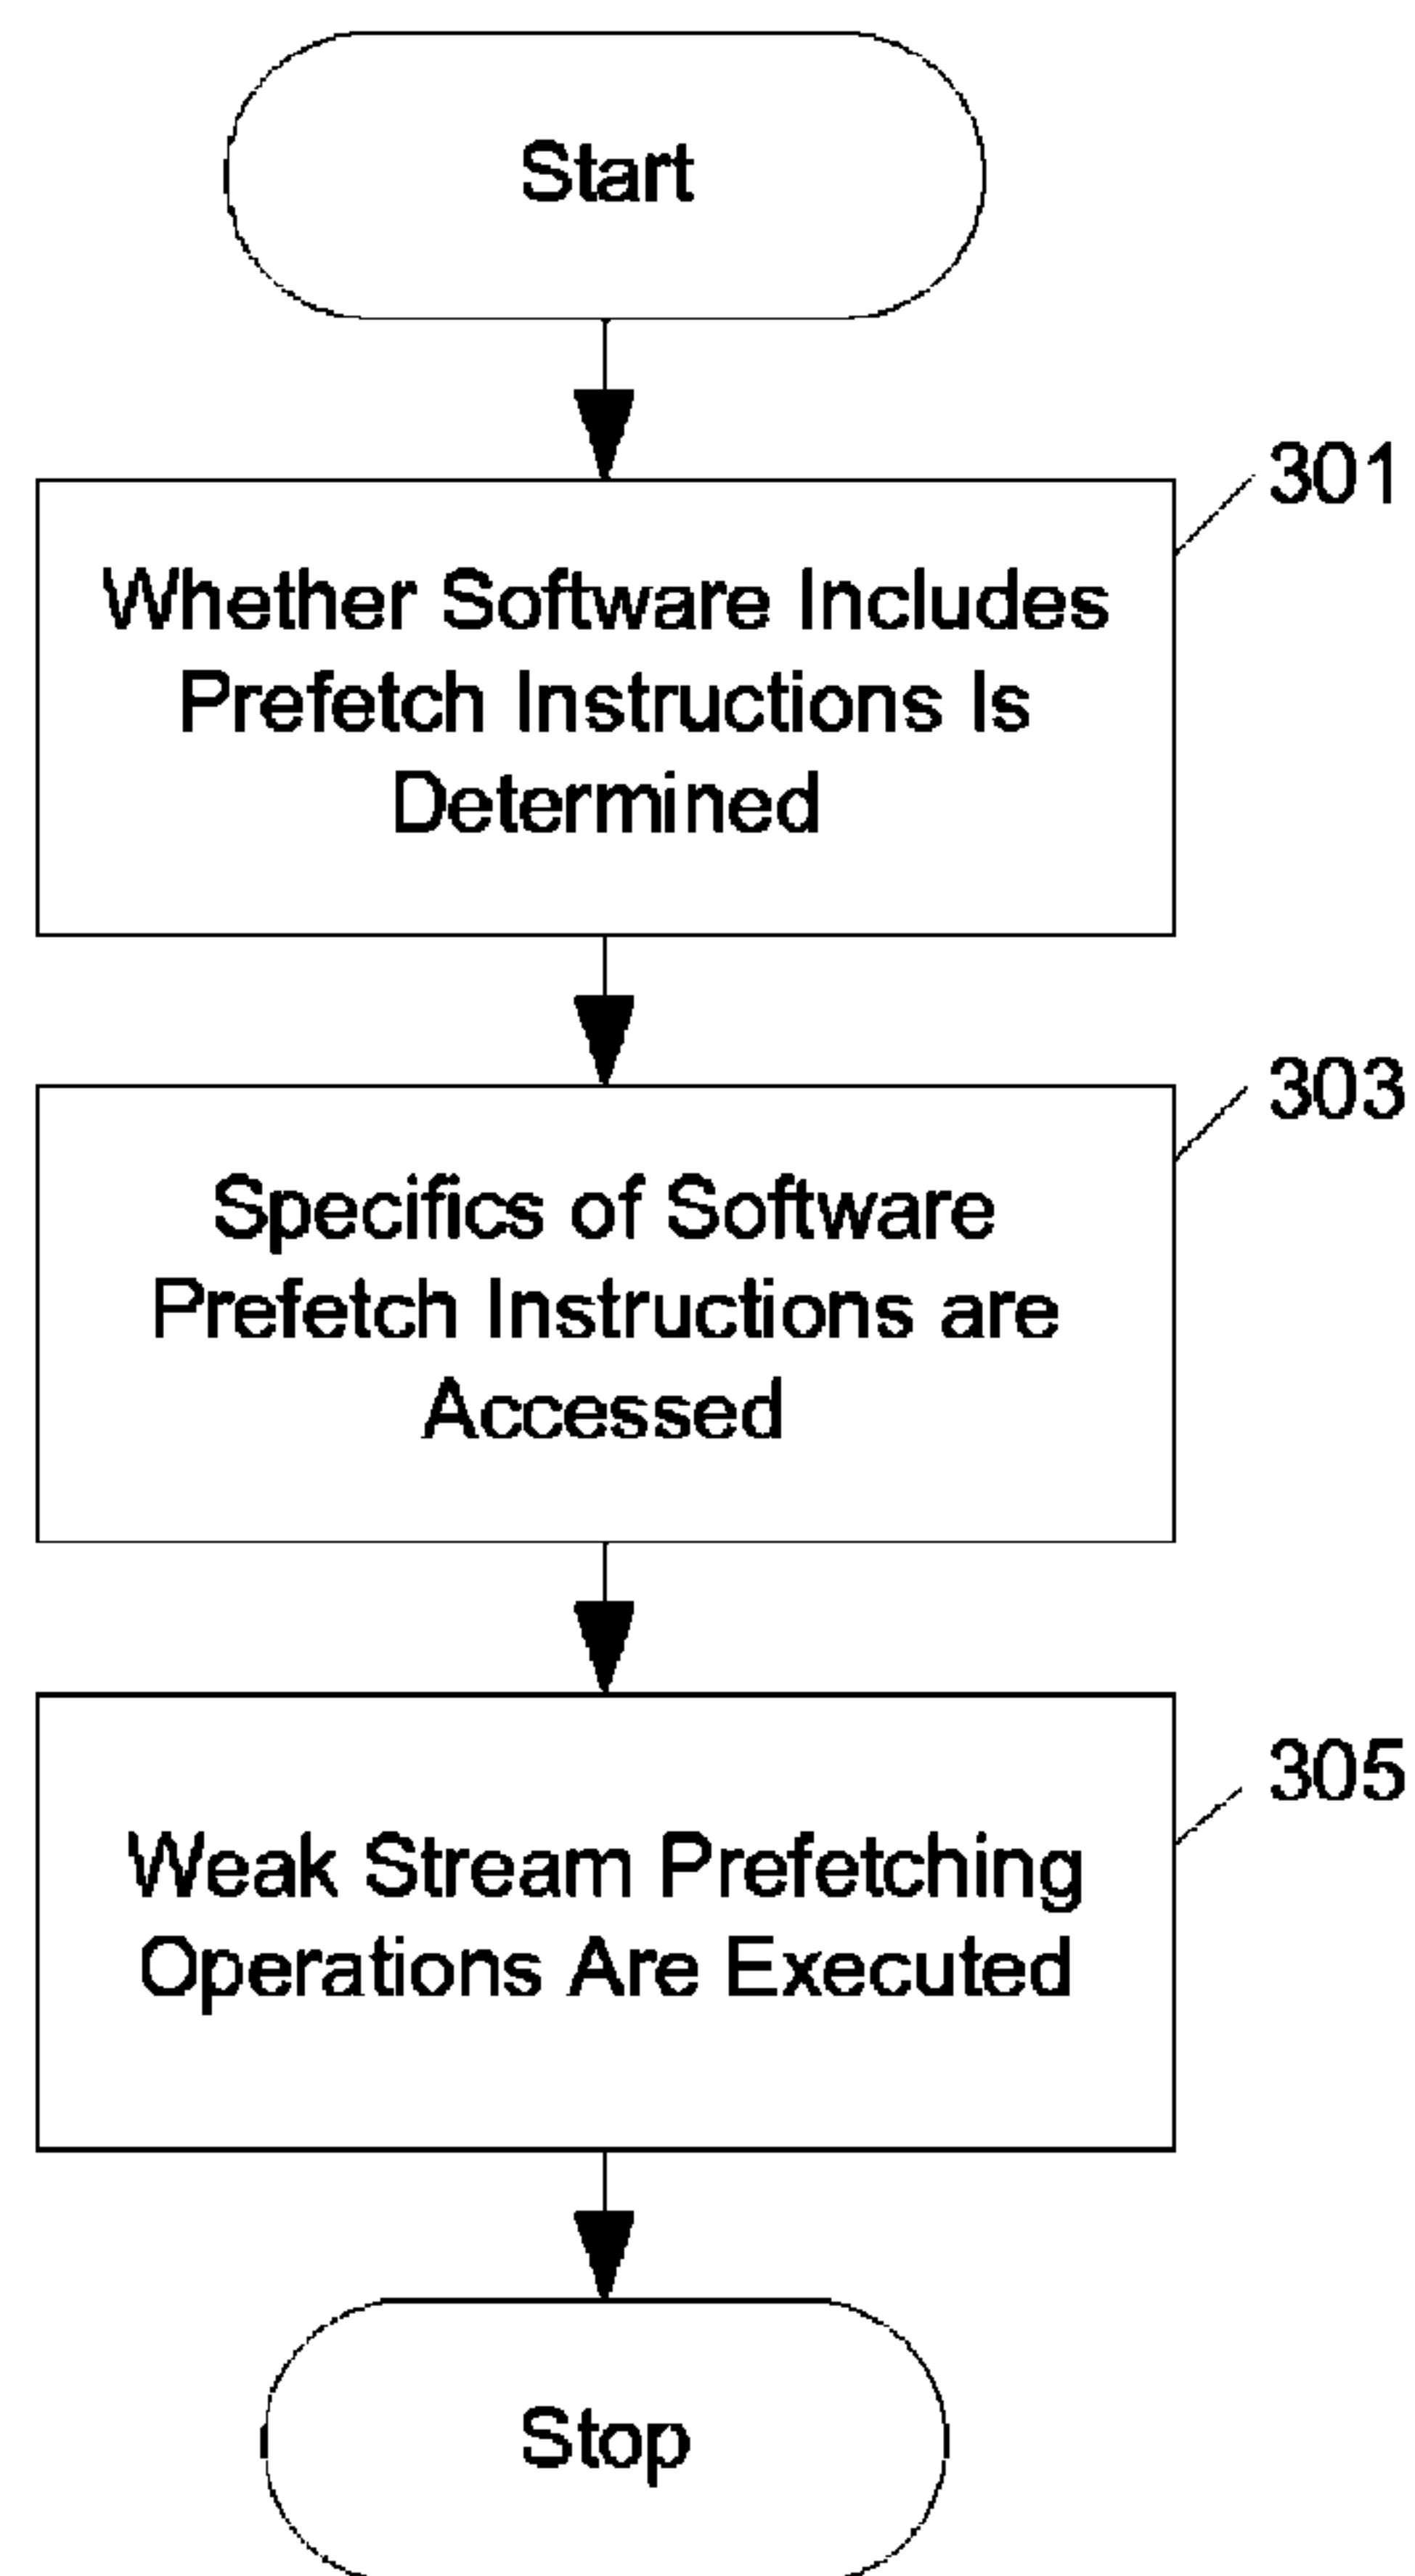 Start
301
Whether Software Includes
Prefetch Instructions Is
Determined
303
Specifics of Software
Prefetch Instructions are
Accessed
305
Weak Stream Prefetching
Operations Are Executed
Stop